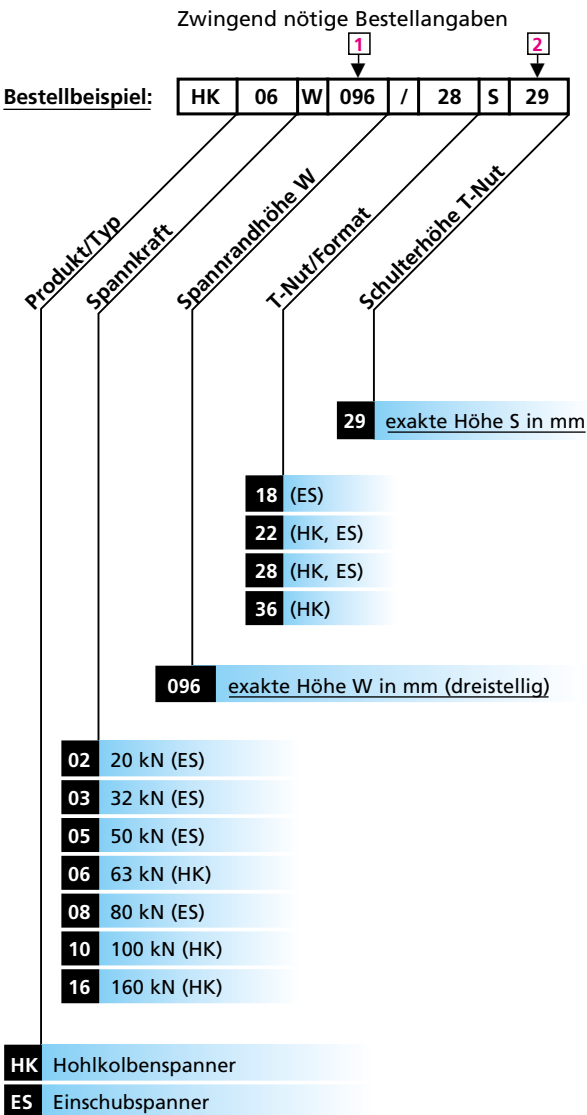 Zwingend nötige Bestellangaben
1 2
Bestellbeispiel: HK 06 W 096 / 28 S 29
Produkt/Typ
Spannkraft
Spannrandhöhe W
T-Nut/Format
Schulterhöhe T-Nut
29 exakte Höhe S in mm
18 (ES)
22 (HK, ES)
28 (HK, ES)
36 (HK)
096 exakte Höhe W in mm (dreistellig)
02 20 kN (ES)
03 32 kN (ES)
05 50 kN (ES)
06 63 kN (HK)
08 80 kN (ES)
10 100 kN (HK)
16 160 kN (HK)
HK Hohlkolbenspanner
ES Einschubspanner